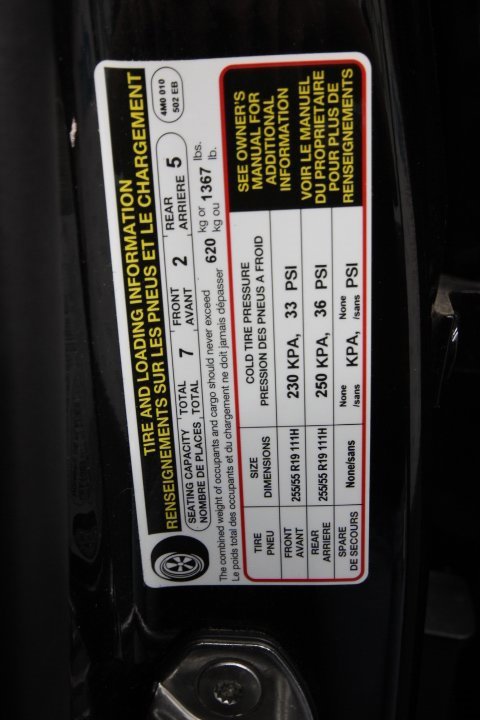 TIRE AND LOADING INFORMATION
RENSEIGNEMENTS SUR LES PNEUS ET LE CHARGEMENT
4M0 010
502 EB
SEATING CAPACITY TOTAL 7 FRONT 2 REAR 5
NOMBRE DE PLACES TOTAL AVANT ARRIERE
The combined weight of occupants and cargo should never exceed 620 kg or 1367 lbs.
Le poids total des occupants et du chargement ne doit jamais dépasser kg ou lb.
TIRE SIZE COLD TIRE PRESSURE
PNEU DIMENSIONS PRESSION DES PNEUS A FROID
FRONT 255/55 R19 111H 230 KPA, 33 PSI
AVANT
REAR 255/55 R19 111H 250 KPA, 36 PSI
ARRIERE
SPARE None/sans None /sans KPA, None /sans PSI
DE SECOURS
SEE OWNER'S
MANUAL FOR
ADDITIONAL
INFORMATION
VOIR LE MANUEL
DU PROPRIETAIRE
POUR PLUS DE
RENSEIGNEMENTS